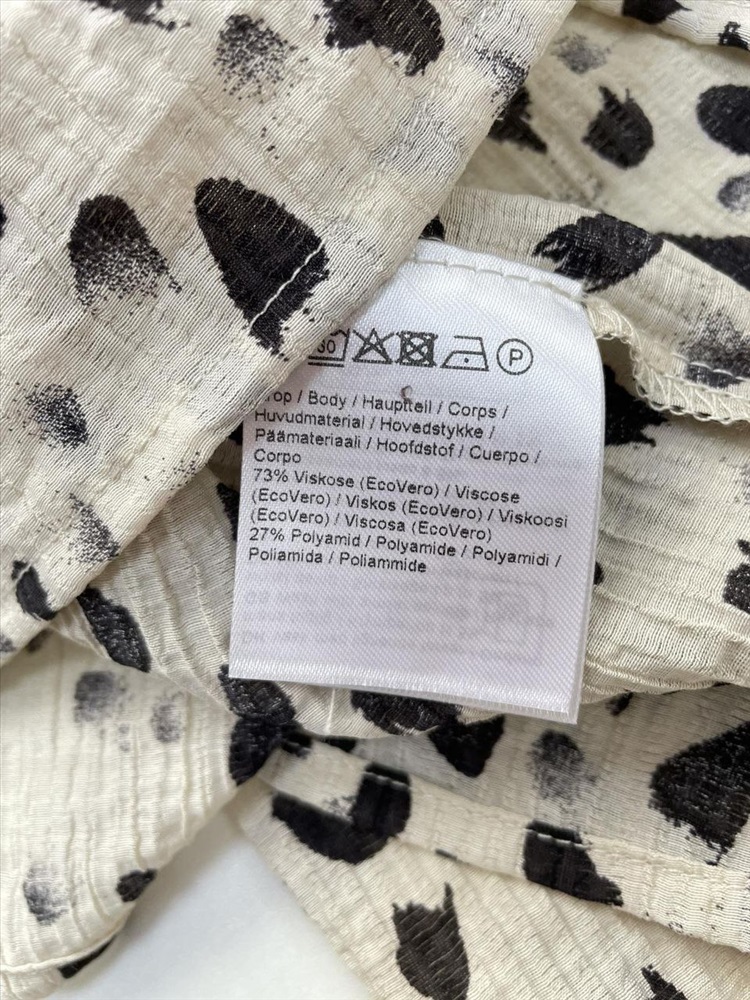 30 P
Top / Body / Hauptteil / Corps /
Huvudmaterial / Hovedstykke /
Päämateriaali / Hoofdstof / Cuerpo /
Corpo
73% Viskose (EcoVero) / Viscose
(EcoVero) / Viskos (EcoVero) / Viskoosi
(EcoVero) / Viscosa (EcoVero)
27% Polyamid / Polyamide / Polyamidi /
Poliamida / Poliammide